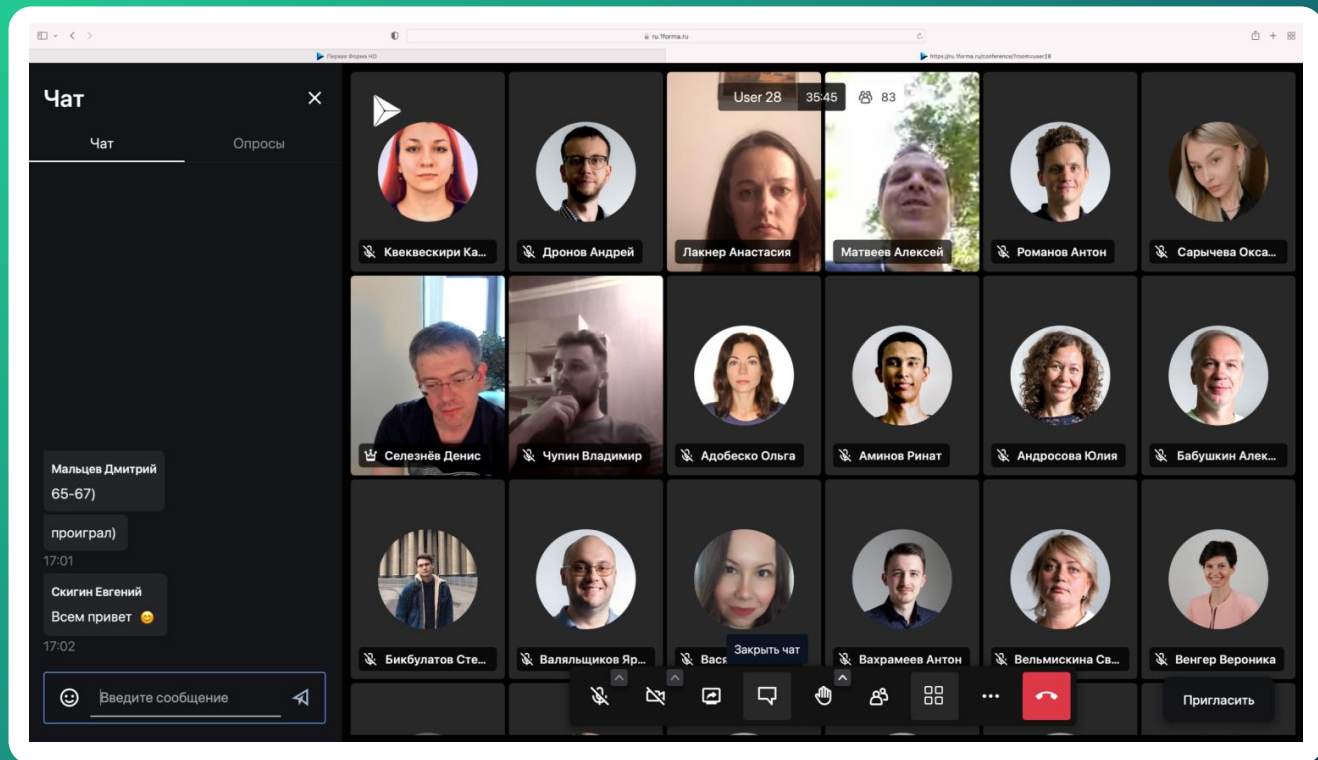 ru.1forma.ru
Первая Форма HD
https://ru.1forma.ru/conference/?room=user28
Чат
Чат
Опросы
Мальцев Дмитрий
65-67)
проиграл)
17:01
Скигин Евгений
Всем привет 😊
17:02
Введите сообщение
User 28 35:45 83
Квеквескири Ка...
Дронов Андрей
Лакнер Анастасия
Матвеев Алексей
Романов Антон
Сарычева Окса...
Селезнёв Денис
Чупин Владимир
Адобеско Ольга
Аминов Ринат
Андросова Юлия
Бабушкин Алек...
Бикбулатов Сте...
Валяльщиков Яр...
Вася
Закрыть чат
Вахрамеев Антон
Вельмискина Св...
Венгер Вероника
Пригласить